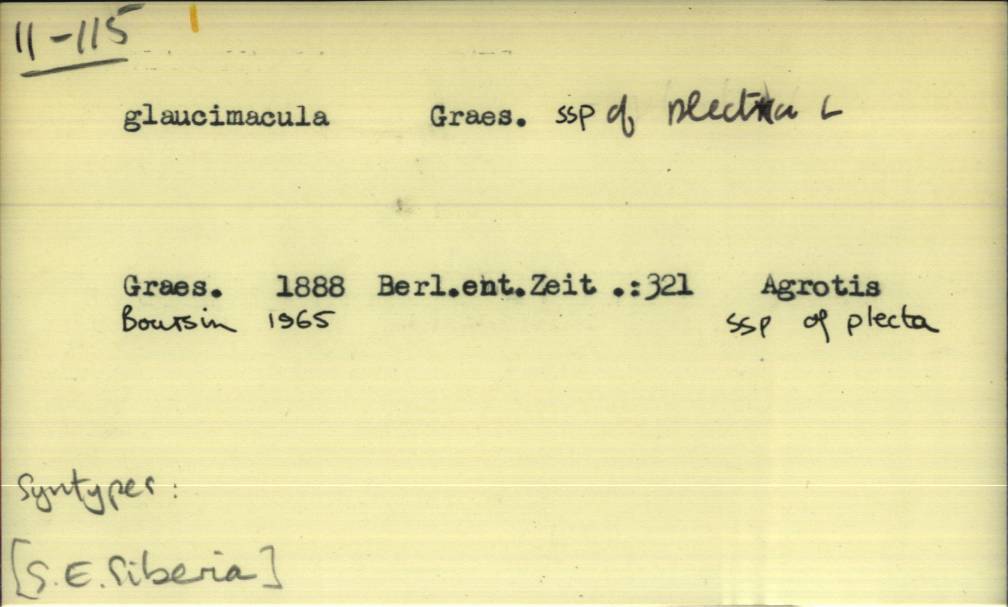 11-115
glaucimacula Graes. ssp of plecta L
Graes. 1888 Berl.ent.Zeit .:321 Agrotis
Boursin 1965 ssp of plecta
Syntypes:
[S.E. Siberia]